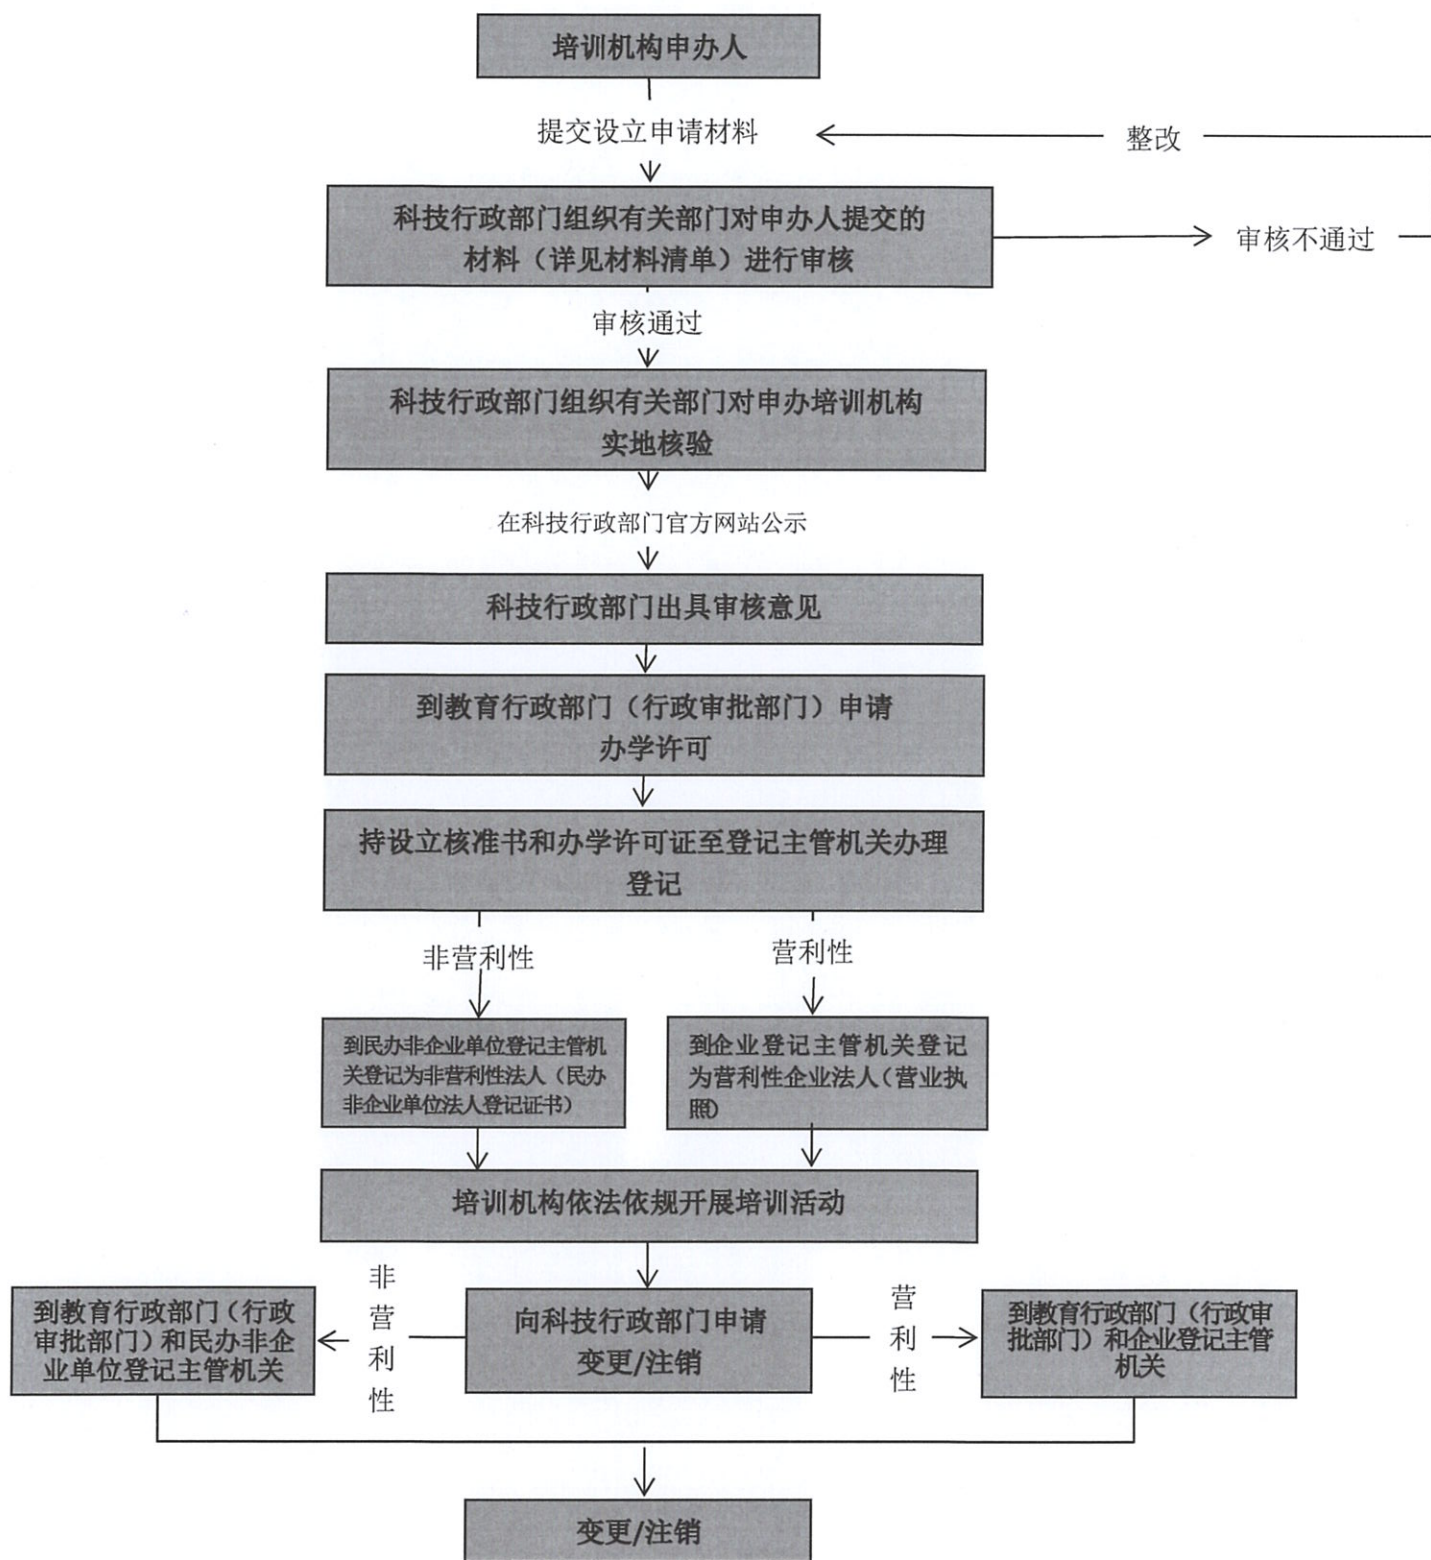 培训机构申办人
提交设立申请材料
整改
科技行政部门组织有关部门对申办人提交的
材料（详见材料清单）进行审核
审核不通过
审核通过
科技行政部门组织有关部门对申办培训机构
实地核验
在科技行政部门官方网站公示
科技行政部门出具审核意见
到教育行政部门（行政审批部门）申请
办学许可
持设立核准书和办学许可证至登记主管机关办理
登记
非营利性
营利性
到民办非企业单位登记主管机
关登记为非营利性法人（民办
非企业单位法人登记证书）
到企业登记主管机关登记
为营利性企业法人（营业执
照）
培训机构依法依规开展培训活动
到教育行政部门（行政
审批部门）和民办非企
业单位登记主管机关
非
营
利
性
向科技行政部门申请
变更/注销
营
利
性
到教育行政部门（行政审
批部门）和企业登记主管
机关
变更/注销